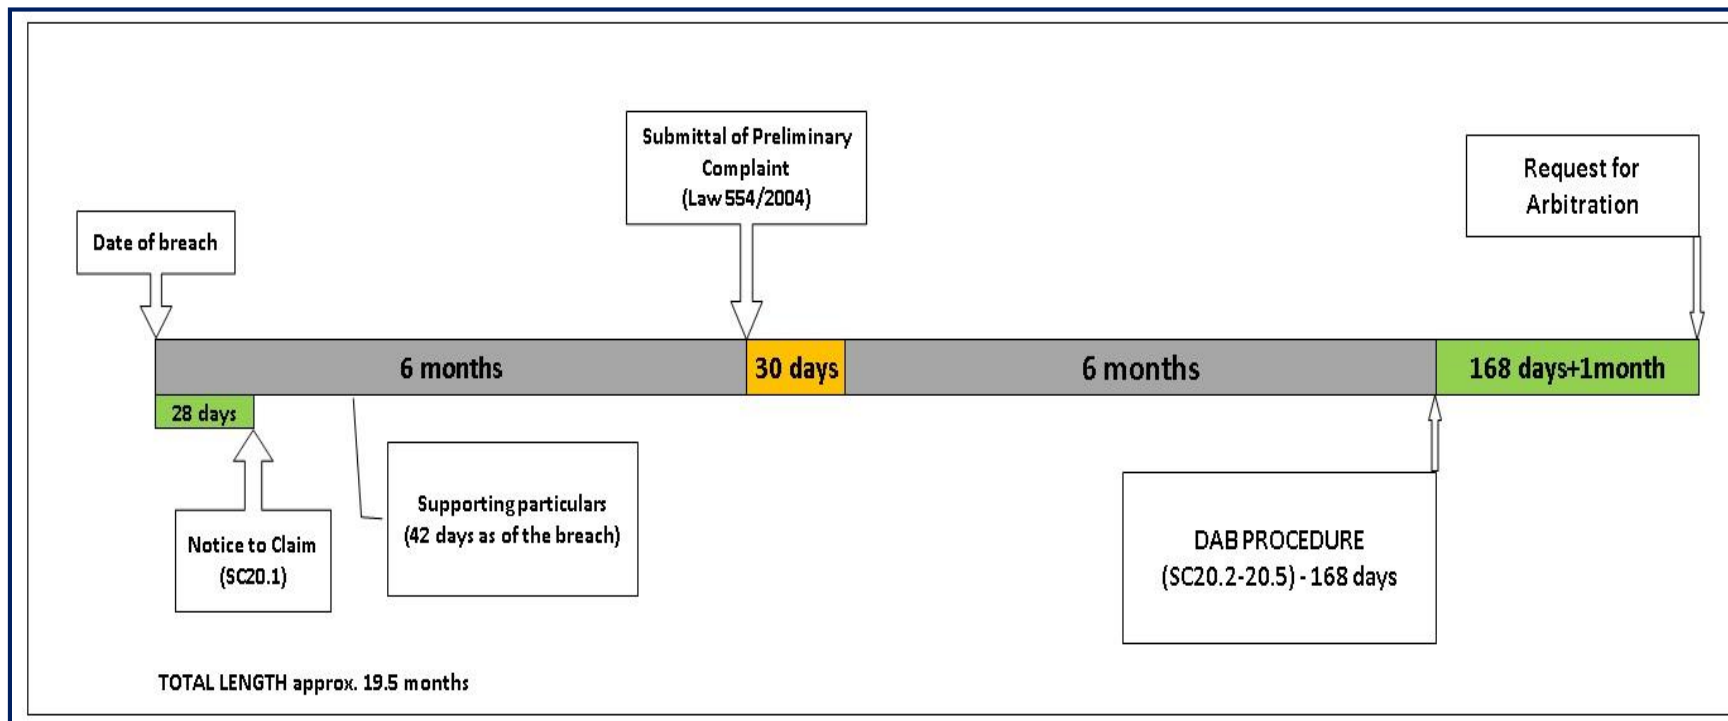 Submittal of Preliminary
Complaint
(Law 554/2004)
Request for
Arbitration
Date of breach
6 months
30 days
6 months
168 days+1month
28 days
Supporting particulars
(42 days as of the breach)
Notice to Claim
(SC20.1)
DAB PROCEDURE
(SC20.2-20.5) - 168 days
TOTAL LENGTH approx. 19.5 months